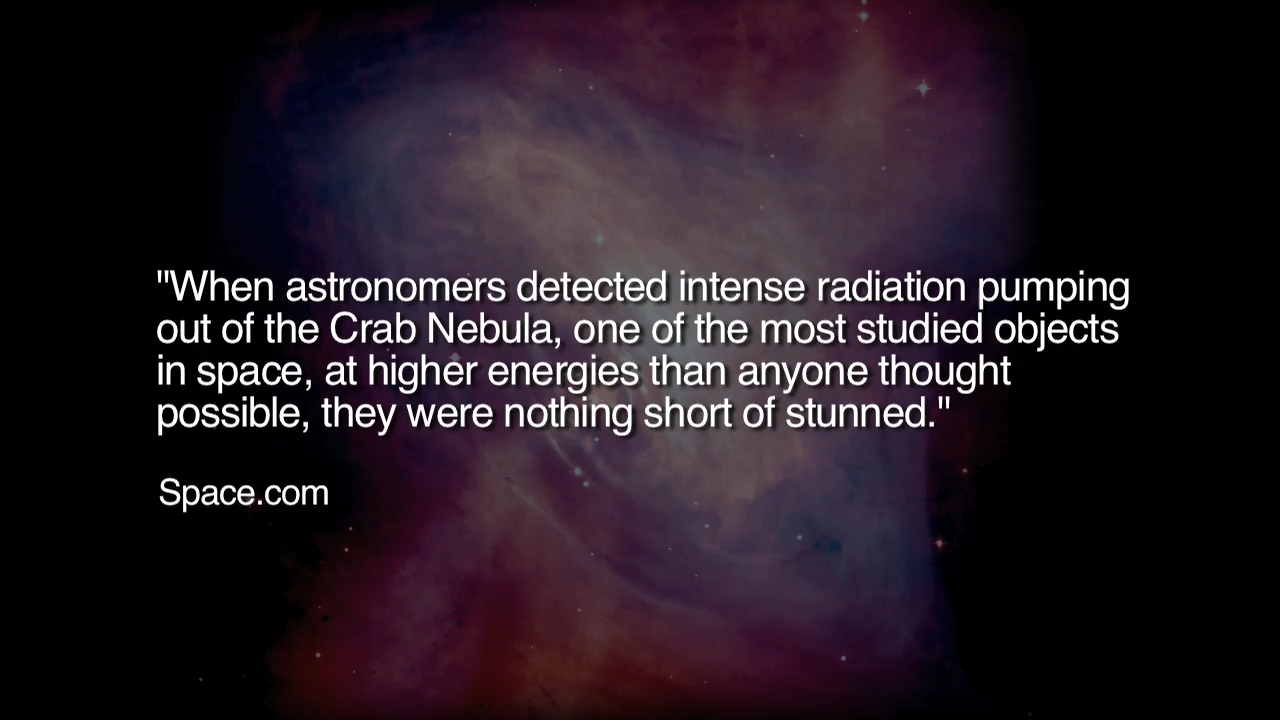 "When astronomers detected intense radiation pumping
out of the Crab Nebula, one of the most studied objects
in space, at higher energies than anyone thought
possible, they were nothing short of stunned."
Space.com